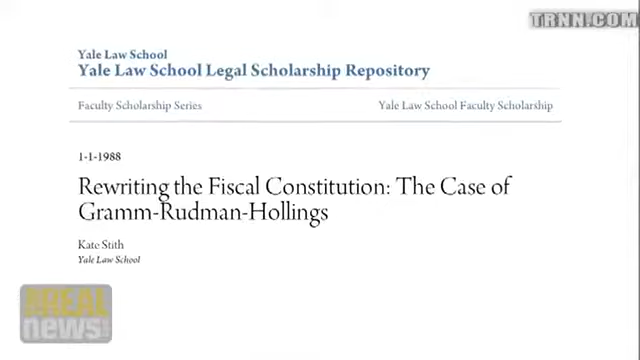 TRNN.COM
Yale Law School
Yale Law School Legal Scholarship Repository
Faculty Scholarship Series
Yale Law School Faculty Scholarship
1-1-1988
Rewriting the Fiscal Constitution: The Case of
Gramm-Rudman-Hollings
Kate Stith
Yale Law School
THE REAL
news